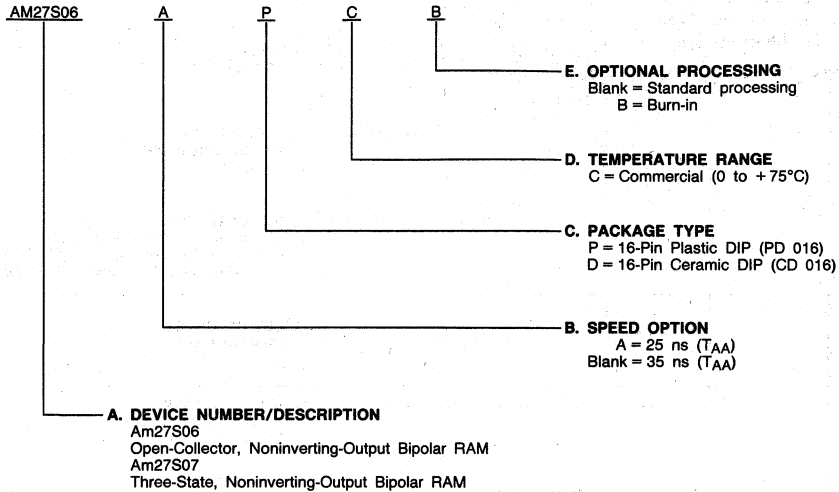 AM27S06 A P C B
E. OPTIONAL PROCESSING
Blank = Standard processing
B = Burn-in
D. TEMPERATURE RANGE
C = Commercial (0 to +75°C)
C. PACKAGE TYPE
P = 16-Pin Plastic DIP (PD 016)
D = 16-Pin Ceramic DIP (CD 016)
B. SPEED OPTION
A = 25 ns (TAA)
Blank = 35 ns (TAA)
A. DEVICE NUMBER/DESCRIPTION
Am27S06
Open-Collector, Noninverting-Output Bipolar RAM
Am27S07
Three-State, Noninverting-Output Bipolar RAM